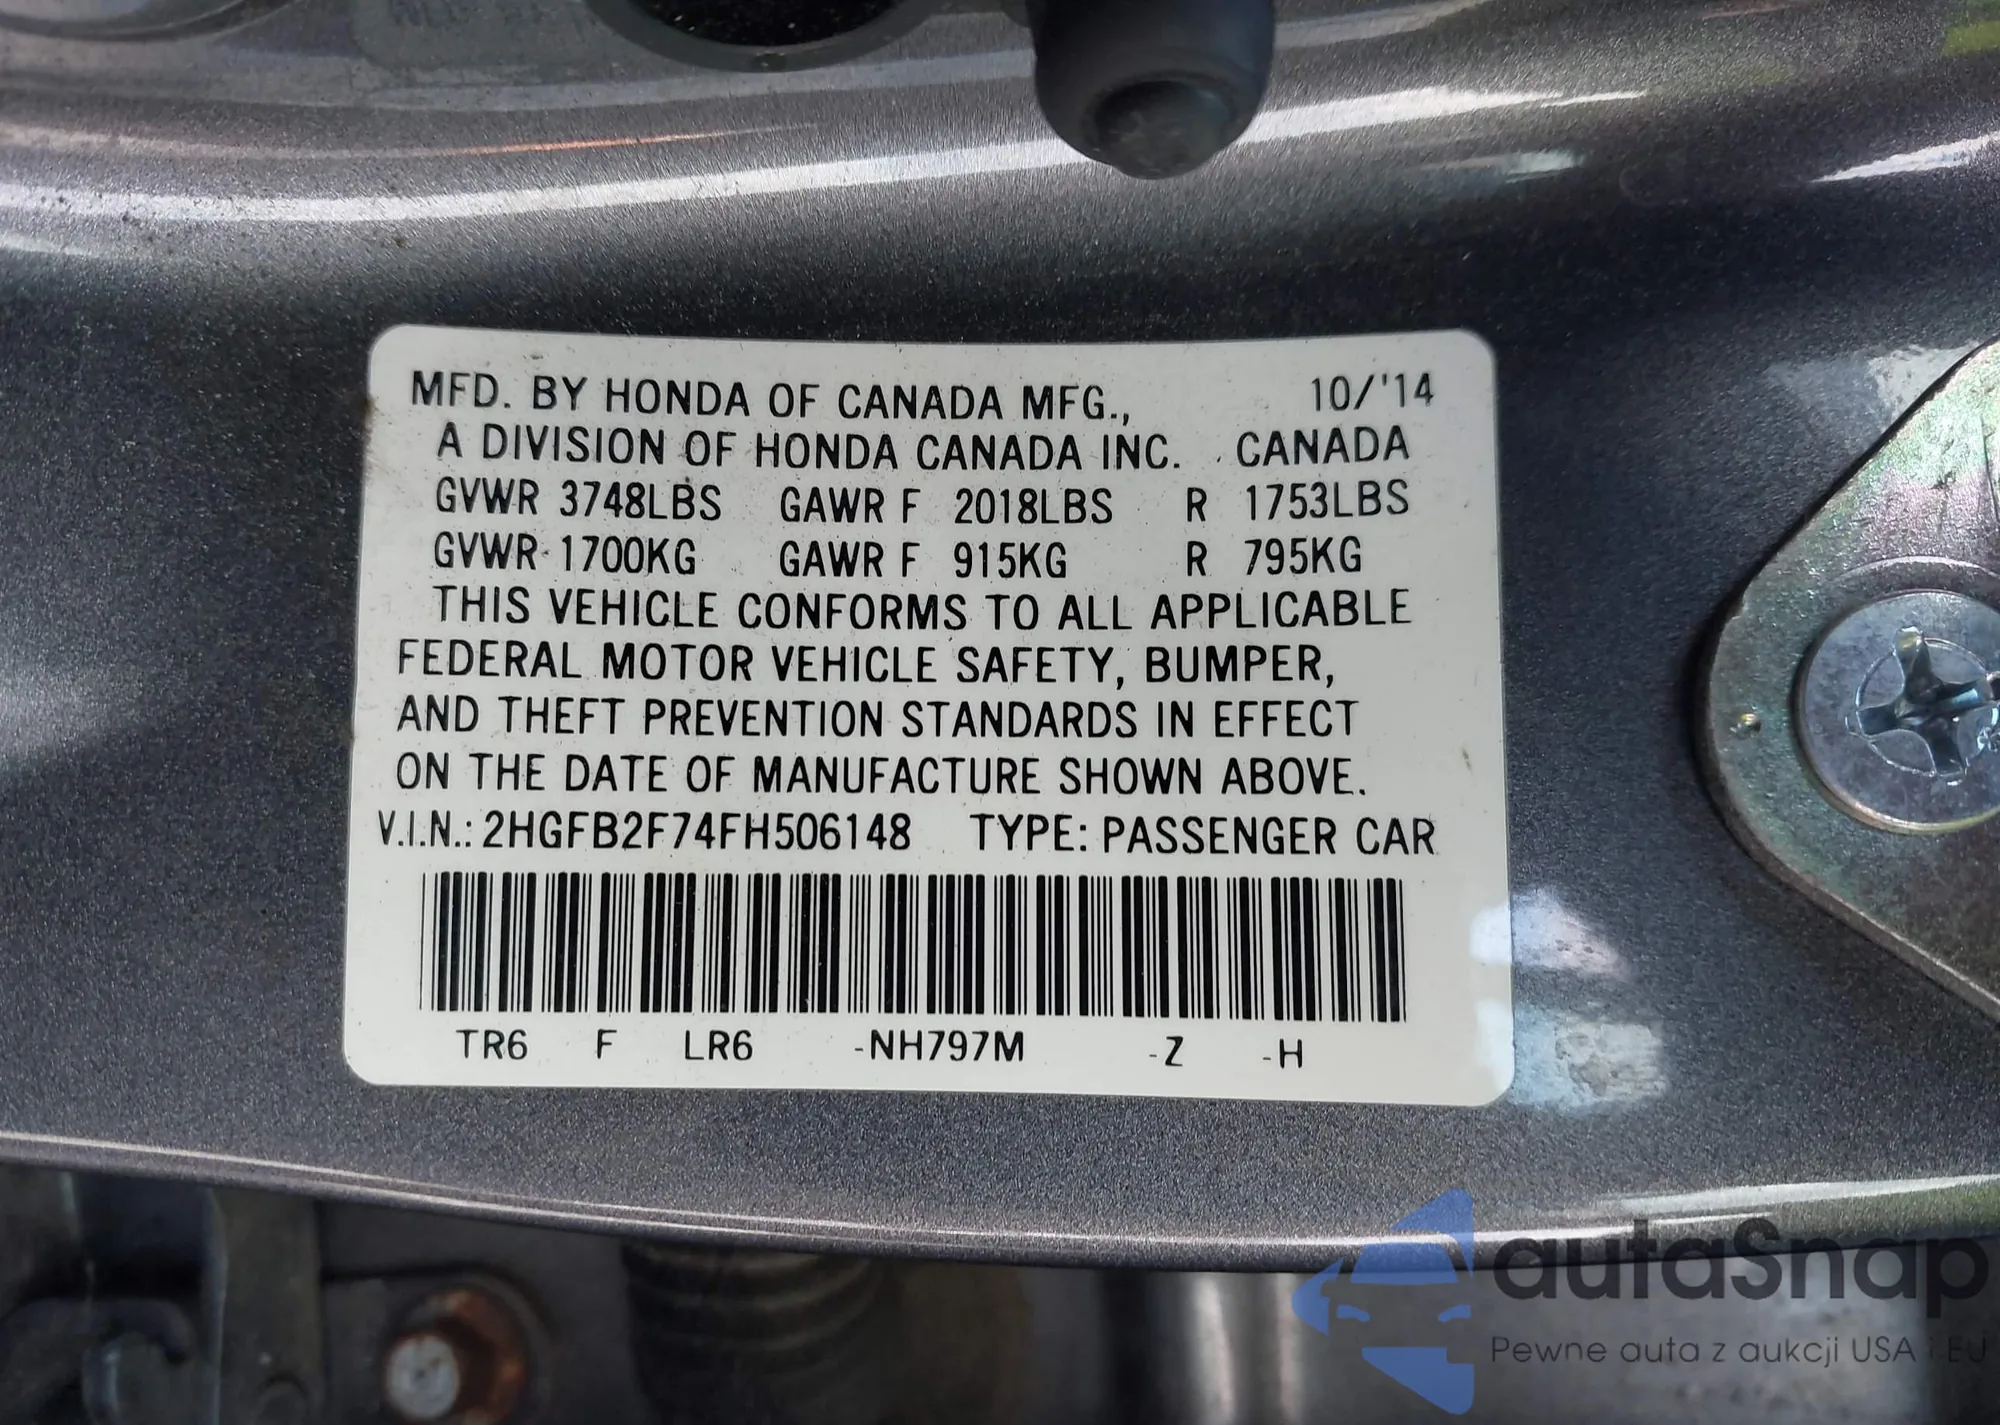 MFD. BY HONDA OF CANADA MFG., 10/'14
A DIVISION OF HONDA CANADA INC. CANADA
GVWR 3748LBS GAWR F 2018LBS R 1753LBS
GVWR 1700KG GAWR F 915KG R 795KG
THIS VEHICLE CONFORMS TO ALL APPLICABLE
FEDERAL MOTOR VEHICLE SAFETY, BUMPER,
AND THEFT PREVENTION STANDARDS IN EFFECT
ON THE DATE OF MANUFACTURE SHOWN ABOVE.
V.I.N.: 2HGFB2F74FH506148 TYPE: PASSENGER CAR
TR6 F LR6 -NH797M -Z -H
autaSnap
Pewne auta z aukcji USA i EU